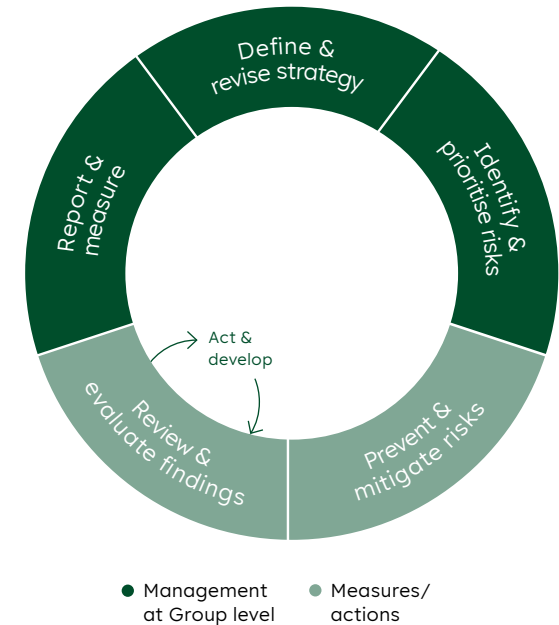 Define &
revise strategy
Identify &
prioritise risks
Prevent &
mitigate risks
Review &
evaluate findings
Report &
measure
Act &
develop
Management
at Group level
Measures/
actions